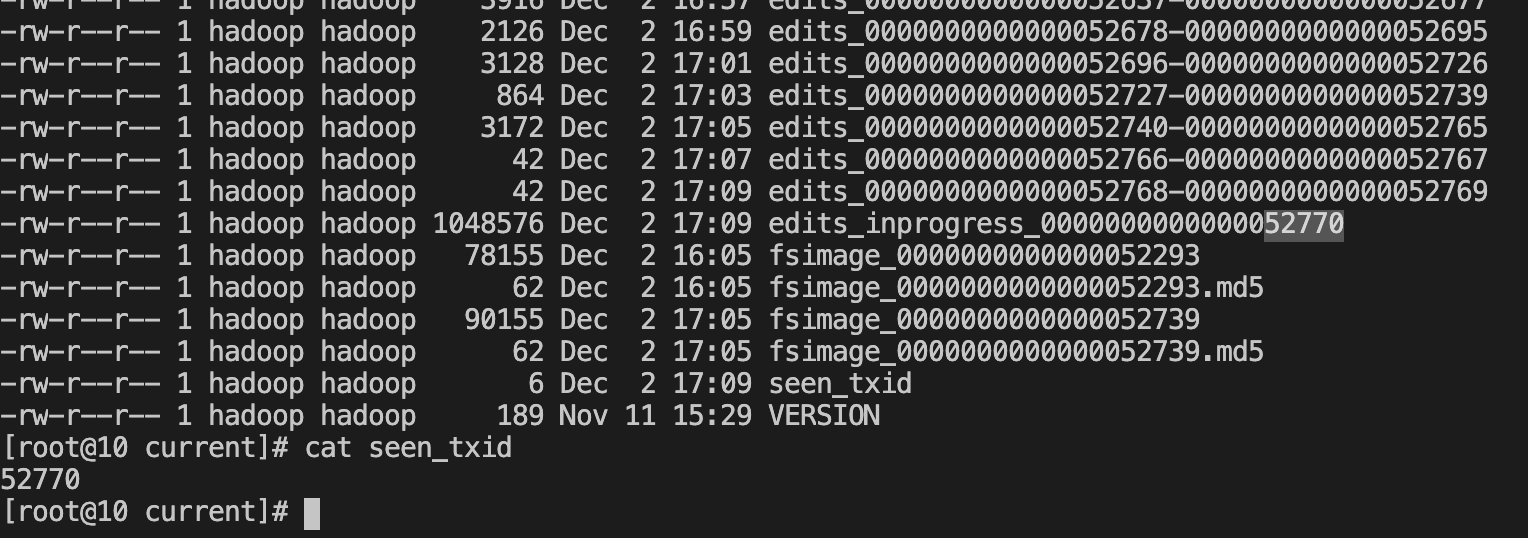 -rw-r--r-- 1 hadoop hadoop    3916 Dec  2 16:57 edits_0000000000000052637-0000000000000052677
-rw-r--r-- 1 hadoop hadoop    2126 Dec  2 16:59 edits_0000000000000052678-0000000000000052695
-rw-r--r-- 1 hadoop hadoop    3128 Dec  2 17:01 edits_0000000000000052696-0000000000000052726
-rw-r--r-- 1 hadoop hadoop     864 Dec  2 17:03 edits_0000000000000052727-0000000000000052739
-rw-r--r-- 1 hadoop hadoop    3172 Dec  2 17:05 edits_0000000000000052740-0000000000000052765
-rw-r--r-- 1 hadoop hadoop      42 Dec  2 17:07 edits_0000000000000052766-0000000000000052767
-rw-r--r-- 1 hadoop hadoop      42 Dec  2 17:09 edits_0000000000000052768-0000000000000052769
-rw-r--r-- 1 hadoop hadoop 1048576 Dec  2 17:09 edits_inprogress_0000000000000052770
-rw-r--r-- 1 hadoop hadoop   78155 Dec  2 16:05 fsimage_0000000000000052293
-rw-r--r-- 1 hadoop hadoop      62 Dec  2 16:05 fsimage_0000000000000052293.md5
-rw-r--r-- 1 hadoop hadoop   90155 Dec  2 17:05 fsimage_0000000000000052739
-rw-r--r-- 1 hadoop hadoop      62 Dec  2 17:05 fsimage_0000000000000052739.md5
-rw-r--r-- 1 hadoop hadoop       6 Dec  2 17:09 seen_txid
-rw-r--r-- 1 hadoop hadoop     189 Nov 11 15:29 VERSION
[root@10 current]# cat seen_txid
52770
[root@10 current]#